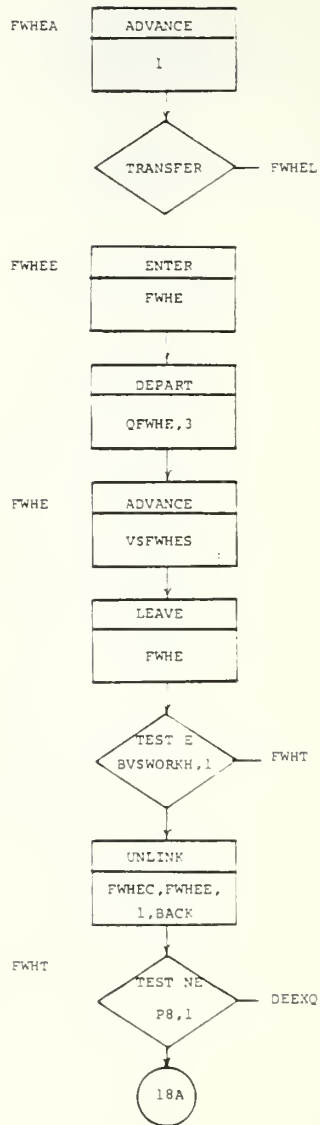 FWHEA
ADVANCE
1
TRANSFER
FWHEL
FWHEE
ENTER
FWHE
DEPART
QFWHE,3
FWHE
ADVANCE
VSFWHES
LEAVE
FWHE
TEST E
BVSWORKH,1
FWHT
UNLINK
FWHEC,FWHEE,
1,BACK
FWHT
TEST NE
P8,1
DEEXQ
18A